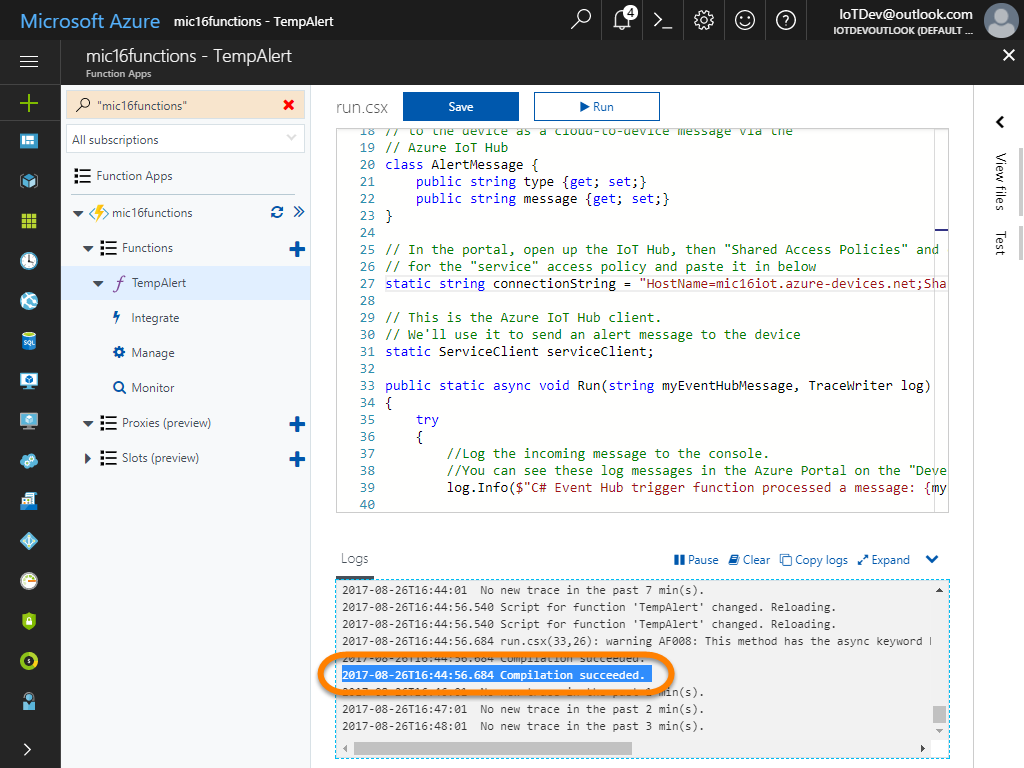 Microsoft Azure mic16functions - TempAlert
4
IoTDev@outlook.com
IOTDEVOUTLOOK (DEFAULT ...
mic16functions - TempAlert
Function Apps
"mic16functions"
All subscriptions
Function Apps
mic16functions
Functions
TempAlert
Integrate
Manage
Monitor
Proxies (preview)
Slots (preview)
run.csx Save Run
18 // to the device as a cloud-to-device message via the
19 // Azure IoT Hub
20 class AlertMessage {
21 public string type {get; set;}
22 public string message {get; set;}
23 }
24
25 // In the portal, open up the IoT Hub, then "Shared Access Policies" and
26 // for the "service" access policy and paste it in below
27 static string connectionString = "HostName=mic16iot.azure-devices.net;Sha
28
29 // This is the Azure IoT Hub client.
30 // We'll use it to send an alert message to the device
31 static ServiceClient serviceClient;
32
33 public static async void Run(string myEventHubMessage, TraceWriter log)
34 {
35 try
36 {
37 //Log the incoming message to the console.
38 //You can see these log messages in the Azure Portal on the "Deve
39 log.Info($"C# Event Hub trigger function processed a message: {my
40
View files
Test
Logs Pause Clear Copy logs Expand
2017-08-26T16:44:01 No new trace in the past 7 min(s).
2017-08-26T16:44:56.540 Script for function 'TempAlert' changed. Reloading.
2017-08-26T16:44:56.540 Script for function 'TempAlert' changed. Reloading.
2017-08-26T16:44:56.684 run.csx(33,26): warning AF008: This method has the async keyword
2017-08-26T16:44:56.684 Compilation succeeded.
2017-08-26T16:44:56.684 Compilation succeeded.
2017-08-26T16:46:01 No new trace in the past 1 min(s).
2017-08-26T16:47:01 No new trace in the past 2 min(s).
2017-08-26T16:48:01 No new trace in the past 3 min(s).